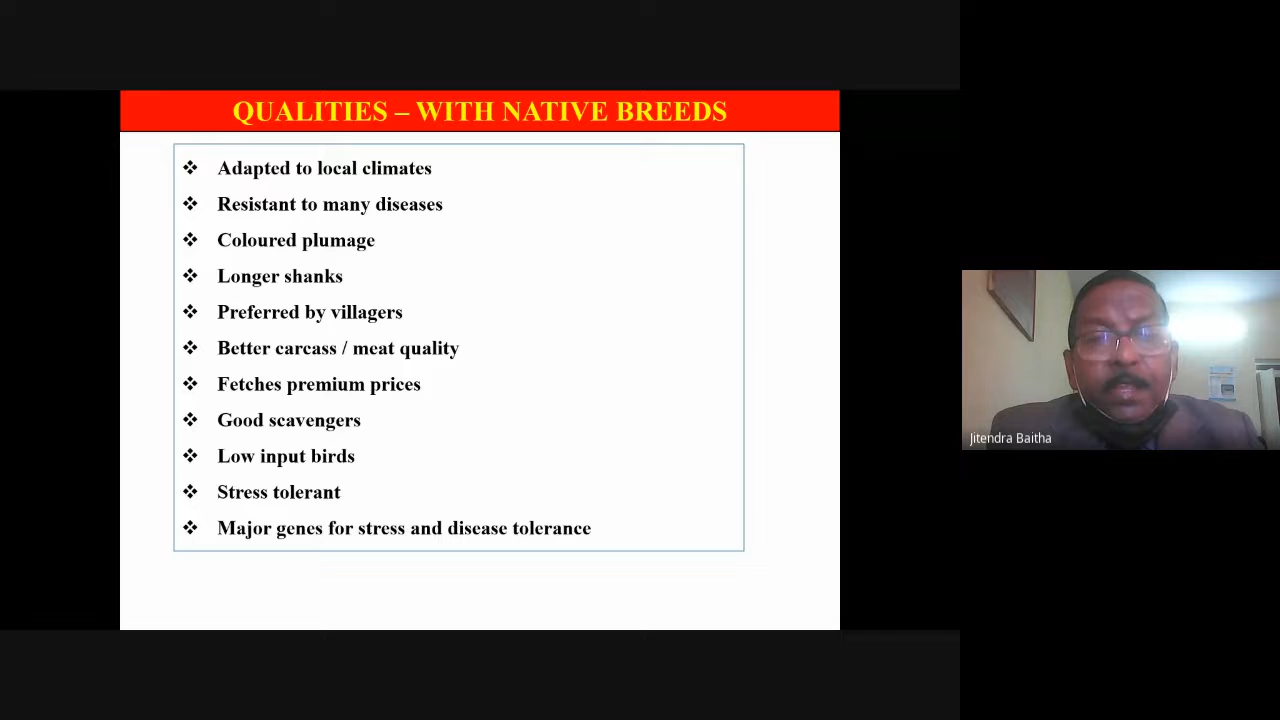 QUALITIES – WITH NATIVE BREEDS
❖ Adapted to local climates
❖ Resistant to many diseases
❖ Coloured plumage
❖ Longer shanks
❖ Preferred by villagers
❖ Better carcass / meat quality
❖ Fetches premium prices
❖ Good scavengers
❖ Low input birds
❖ Stress tolerant
❖ Major genes for stress and disease tolerance
Jitendra Baitha